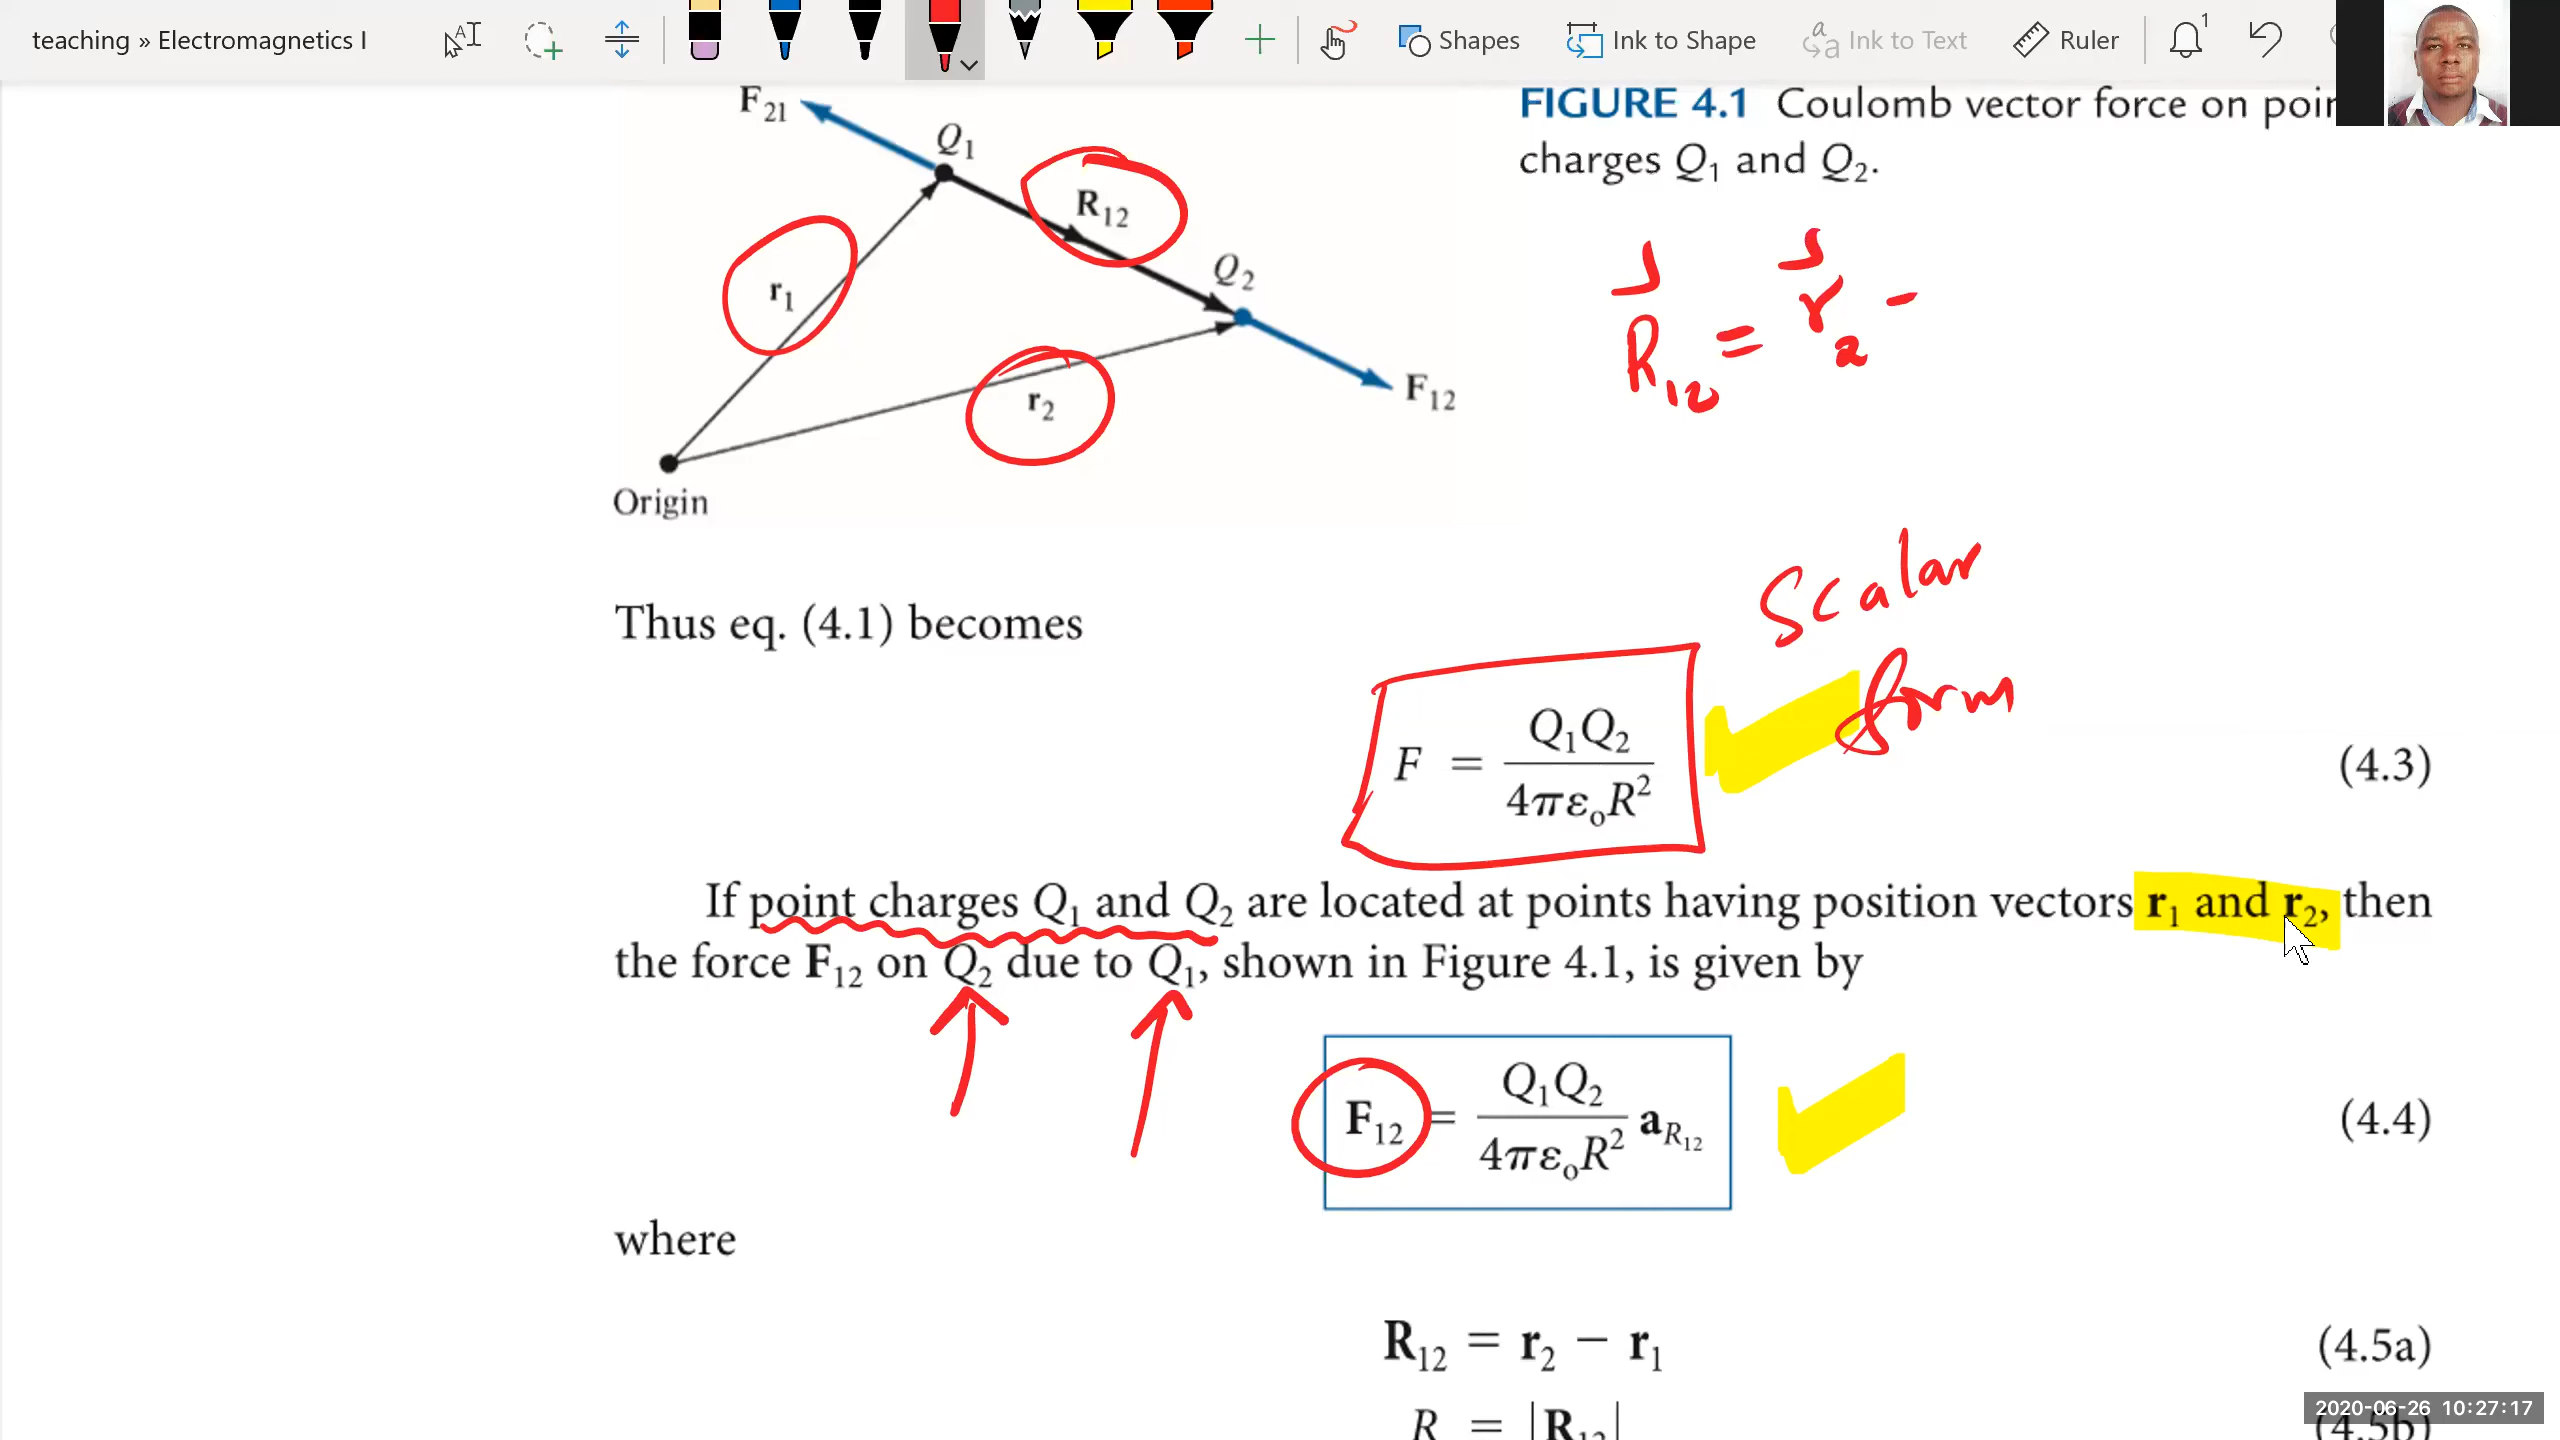 teaching » Electromagnetics I
Shapes
Ink to Shape
Ink to Text
Ruler
1
F21
Q1
R12
r1
Q2
r2
F12
Origin
FIGURE 4.1 Coulomb vector force on
charges Q1 and Q2.
R12 = r2 -
Thus eq. (4.1) becomes
Scalar
form
F = Q1Q2 / 4πεoR² (4.3)
If point charges Q1 and Q2 are located at points having position vectors r1 and r2, then
the force F12 on Q2 due to Q1, shown in Figure 4.1, is given by
F12 = Q1Q2 / 4πεoR² aR12 (4.4)
where
R12 = r2 − r1 (4.5a)
R = |R12| (4.5b)
2020-06-26 10:27:17